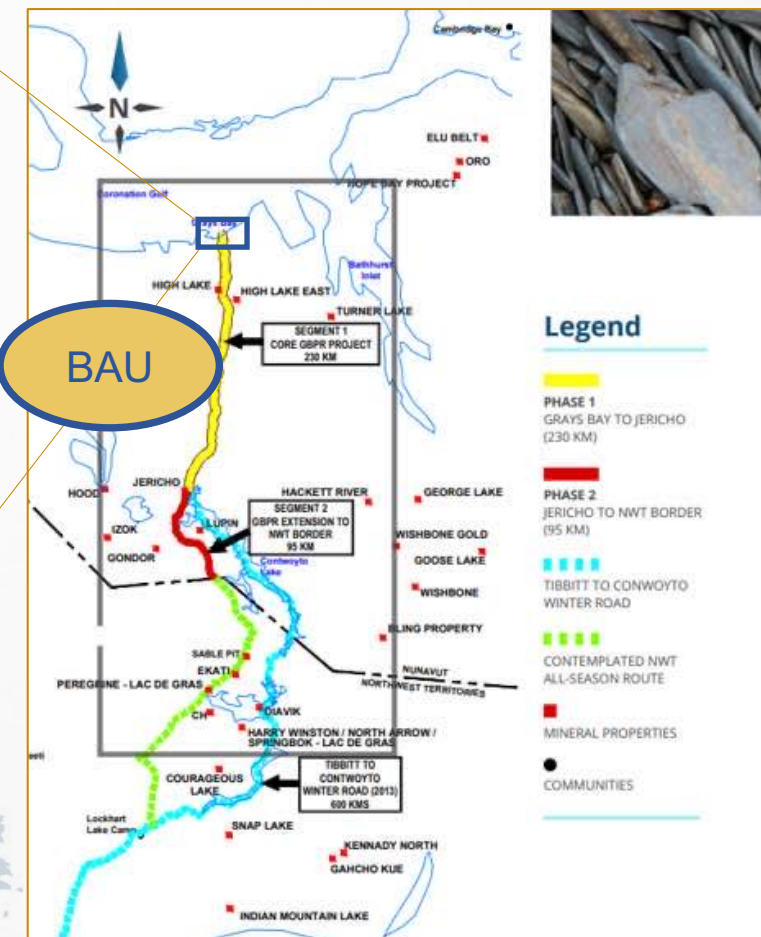 Cambridge Bay
N
ELU BELT
ORO
HOPE BAY PROJECT
Coronation Gulf
Grays Bay
Bathhurst
Inlet
HIGH LAKE
HIGH LAKE EAST
TURNER LAKE
SEGMENT 1
CORE GBPR PROJECT
230 KM
BAU
JERICHO
HOOD
HACKETT RIVER
GEORGE LAKE
SEGMENT 2
GBPR EXTENSION TO
NWT BORDER
95 KM
LUPIN
IZOK
GONDOR
WISHBONE GOLD
GOOSE LAKE
Contwoyto
Lake
WISHBONE
BLING PROPERTY
SABLE PIT
EKATI
NUNAVUT
NORTHWEST TERRITORIES
PEREGRINE - LAC DE GRAS
CH
DIAVIK
HARRY WINSTON / NORTH ARROW /
SPRINGBOK - LAC DE GRAS
COURAGEOUS
LAKE
TIBBITT TO
CONTWOYTO
WINTER ROAD (2013)
600 KMS
Lockhart
Lake Camp
SNAP LAKE
KENNADY NORTH
GAHCHO KUE
INDIAN MOUNTAIN LAKE
Legend
PHASE 1
GRAYS BAY TO JERICHO
(230 KM)
PHASE 2
JERICHO TO NWT BORDER
(95 KM)
TIBBITT TO CONWOYTO
WINTER ROAD
CONTEMPLATED NWT
ALL-SEASON ROUTE
MINERAL PROPERTIES
COMMUNITIES